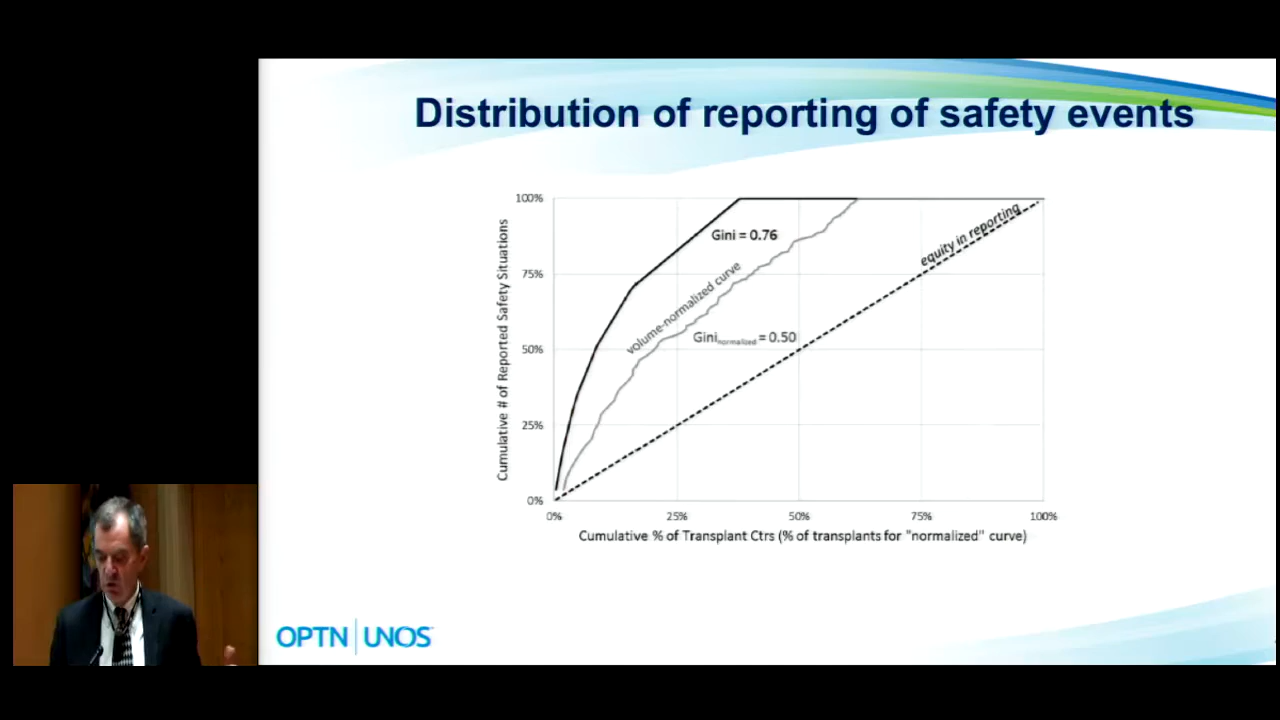 Distribution of reporting of safety events
100%
75%
50%
25%
0%
Cumulative # of Reported Safety Situations
Gini = 0.76
volume-normalized curve
Gini normalized = 0.50
equity in reporting
0%
25%
50%
75%
100%
Cumulative % of Transplant Ctrs (% of transplants for "normalized" curve)
OPTN | UNOS